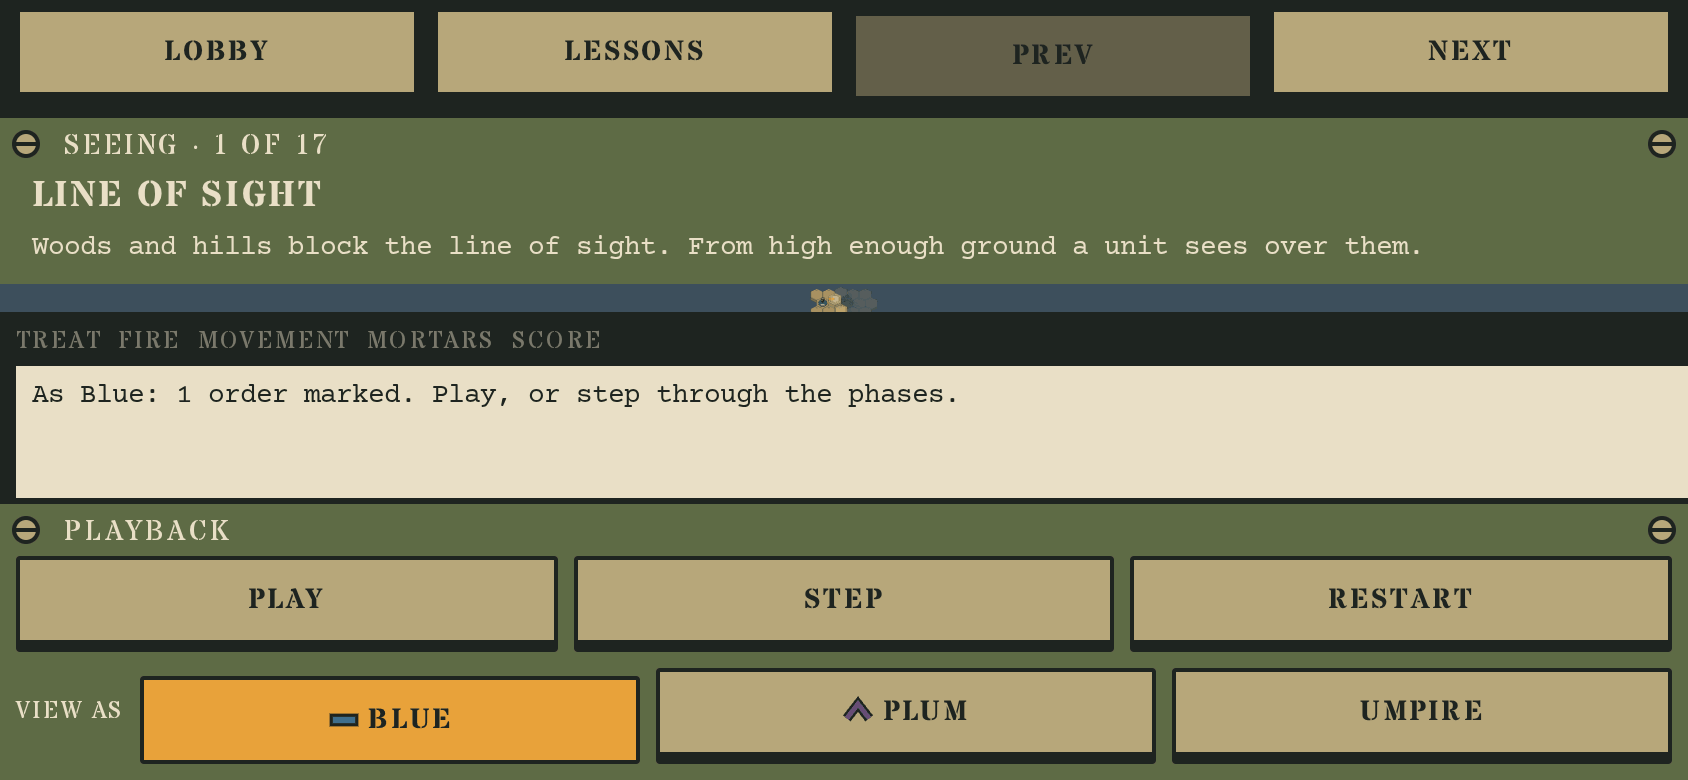 LOBBY LESSONS PREV NEXT
SEEING · 1 OF 17
LINE OF SIGHT
Woods and hills block the line of sight. From high enough ground a unit sees over them.
TREAT FIRE MOVEMENT MORTARS SCORE
As Blue: 1 order marked. Play, or step through the phases.
PLAYBACK
PLAY STEP RESTART
VIEW AS BLUE PLUM UMPIRE